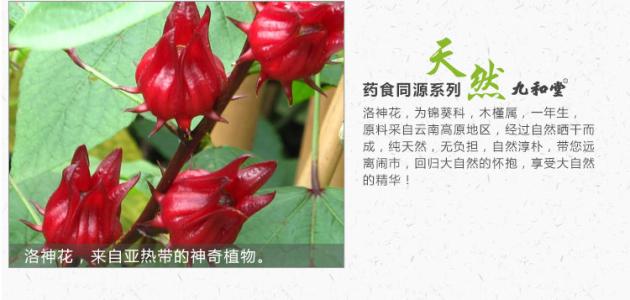 天然
药食同源系列
九和堂®
洛神花，为锦葵科，木槿属，一年生，
原料采自云南高原地区，经过自然晒干而
成，纯天然，无负担，自然淳朴，带您远
离闹市，回归大自然的怀抱，享受大自然
的精华！
洛神花，来自亚热带的神奇植物。